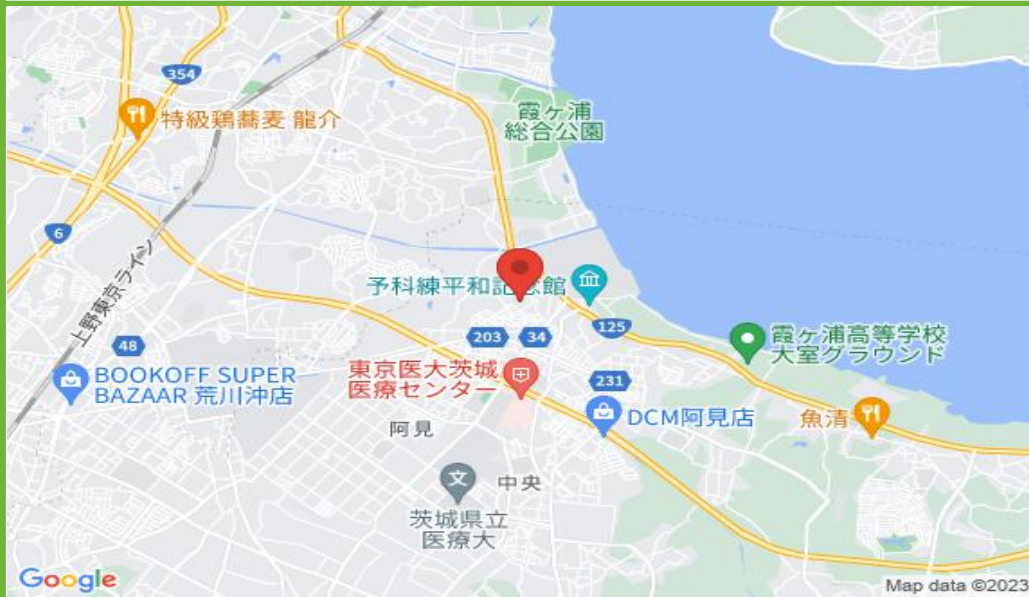 354
特級鶏蕎麦 龍介
霞ヶ浦
総合公園
6
上野東京ライン
予科練平和記念館
125
203
34
48
BOOKOFF SUPER
BAZAAR 荒川沖店
東京医大茨城
医療センター
231
霞ヶ浦高等学校
大室グラウンド
DCM阿見店
魚清
阿見
中央
文
茨城県立
医療大
Google
Map data ©2023